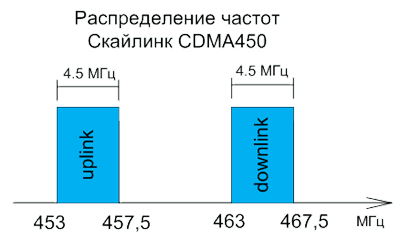 Распределение частот
Скайлинк CDMA450
4.5 МГц 4.5 МГц
uplink downlink
453 457,5 463 467,5 МГц